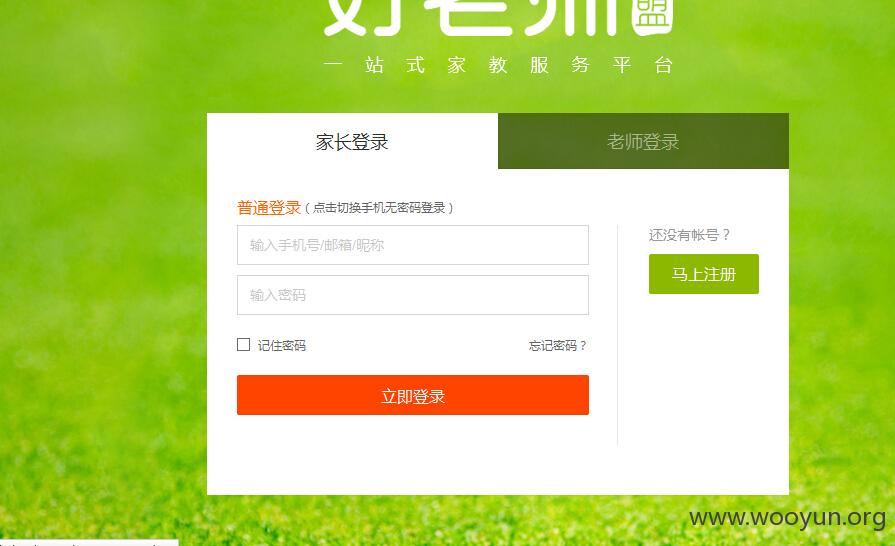 好老师盟
一站式家教服务平台
家长登录
老师登录
普通登录（点击切换手机无密码登录）
输入手机号/邮箱/昵称
输入密码
记住密码
忘记密码？
立即登录
还没有帐号？
马上注册
www.wooyun.org